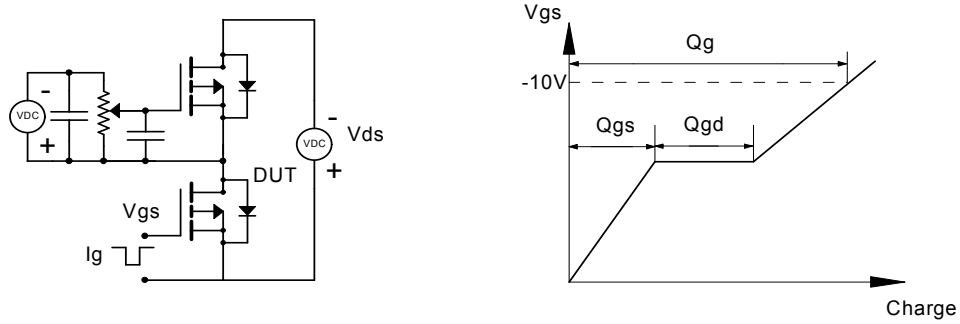 Vgs
Qg
-10V
Qgs
Qgd
Charge
-
VDC
+
-
VDC
Vds
+
DUT
Vgs
Ig